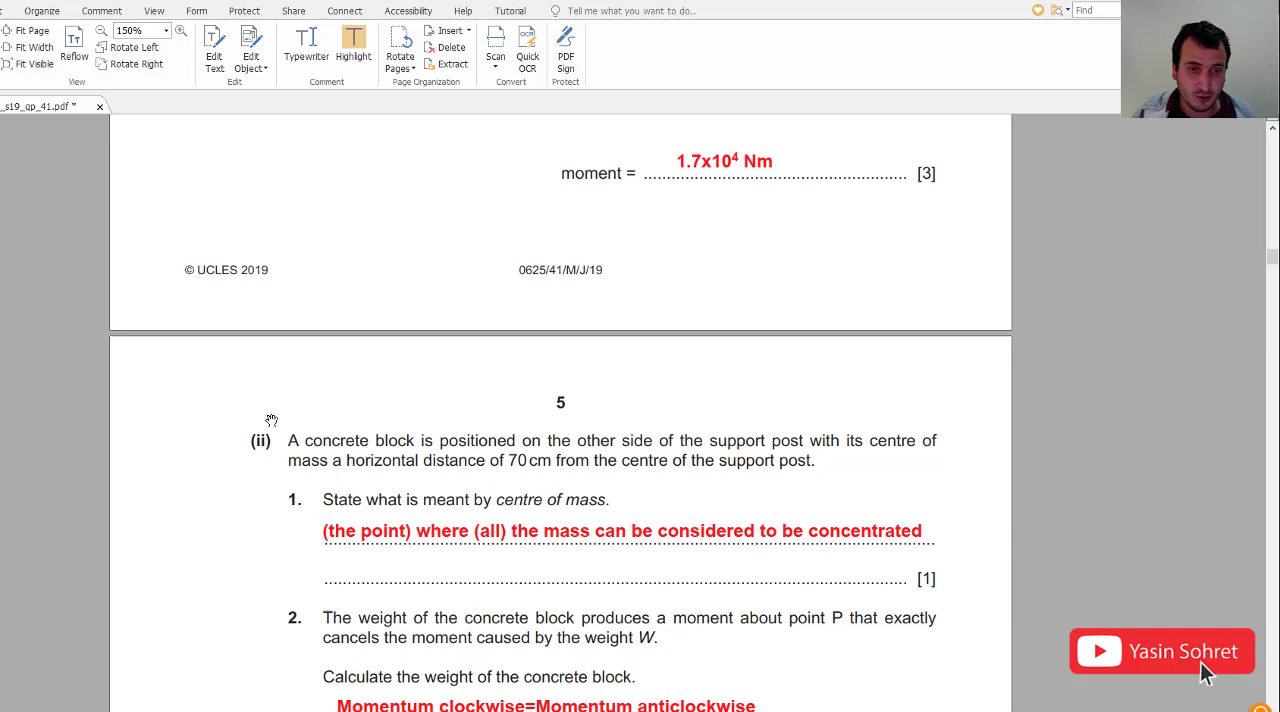 Organize Comment View Form Protect Share Connect Accessibility Help Tutorial Tell me what you want to do.. Find
Fit Page
Fit Width
Fit Visible
Reflow
150%
Rotate Left
Rotate Right
View
Edit Text
Edit Object
Edit
Typewriter
Highlight
Comment
Rotate Pages
Insert
Delete
Extract
Page Organization
Scan
Quick OCR
Convert
PDF Sign
Protect
_s19_qp_41.pdf *
1.7x10⁴ Nm
moment = .......................................................... [3]
© UCLES 2019 0625/41/M/J/19
5
(ii) A concrete block is positioned on the other side of the support post with its centre of
mass a horizontal distance of 70 cm from the centre of the support post.
1. State what is meant by centre of mass.
(the point) where (all) the mass can be considered to be concentrated
.......................................................... [1]
2. The weight of the concrete block produces a moment about point P that exactly
cancels the moment caused by the weight W.
Calculate the weight of the concrete block.
Momentum clockwise=Momentum anticlockwise
Yasin Sohret